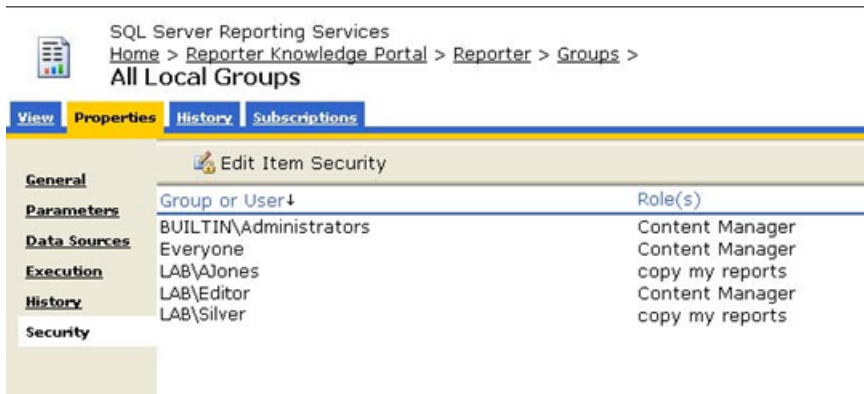 SQL Server Reporting Services
Home > Reporter Knowledge Portal > Reporter > Groups >
All Local Groups
View Properties History Subscriptions
General
Parameters
Data Sources
Execution
History
Security
Edit Item Security
Group or User↓ Role(s)
BUILTIN\Administrators Content Manager
Everyone Content Manager
LAB\AJones copy my reports
LAB\Editor Content Manager
LAB\Silver copy my reports